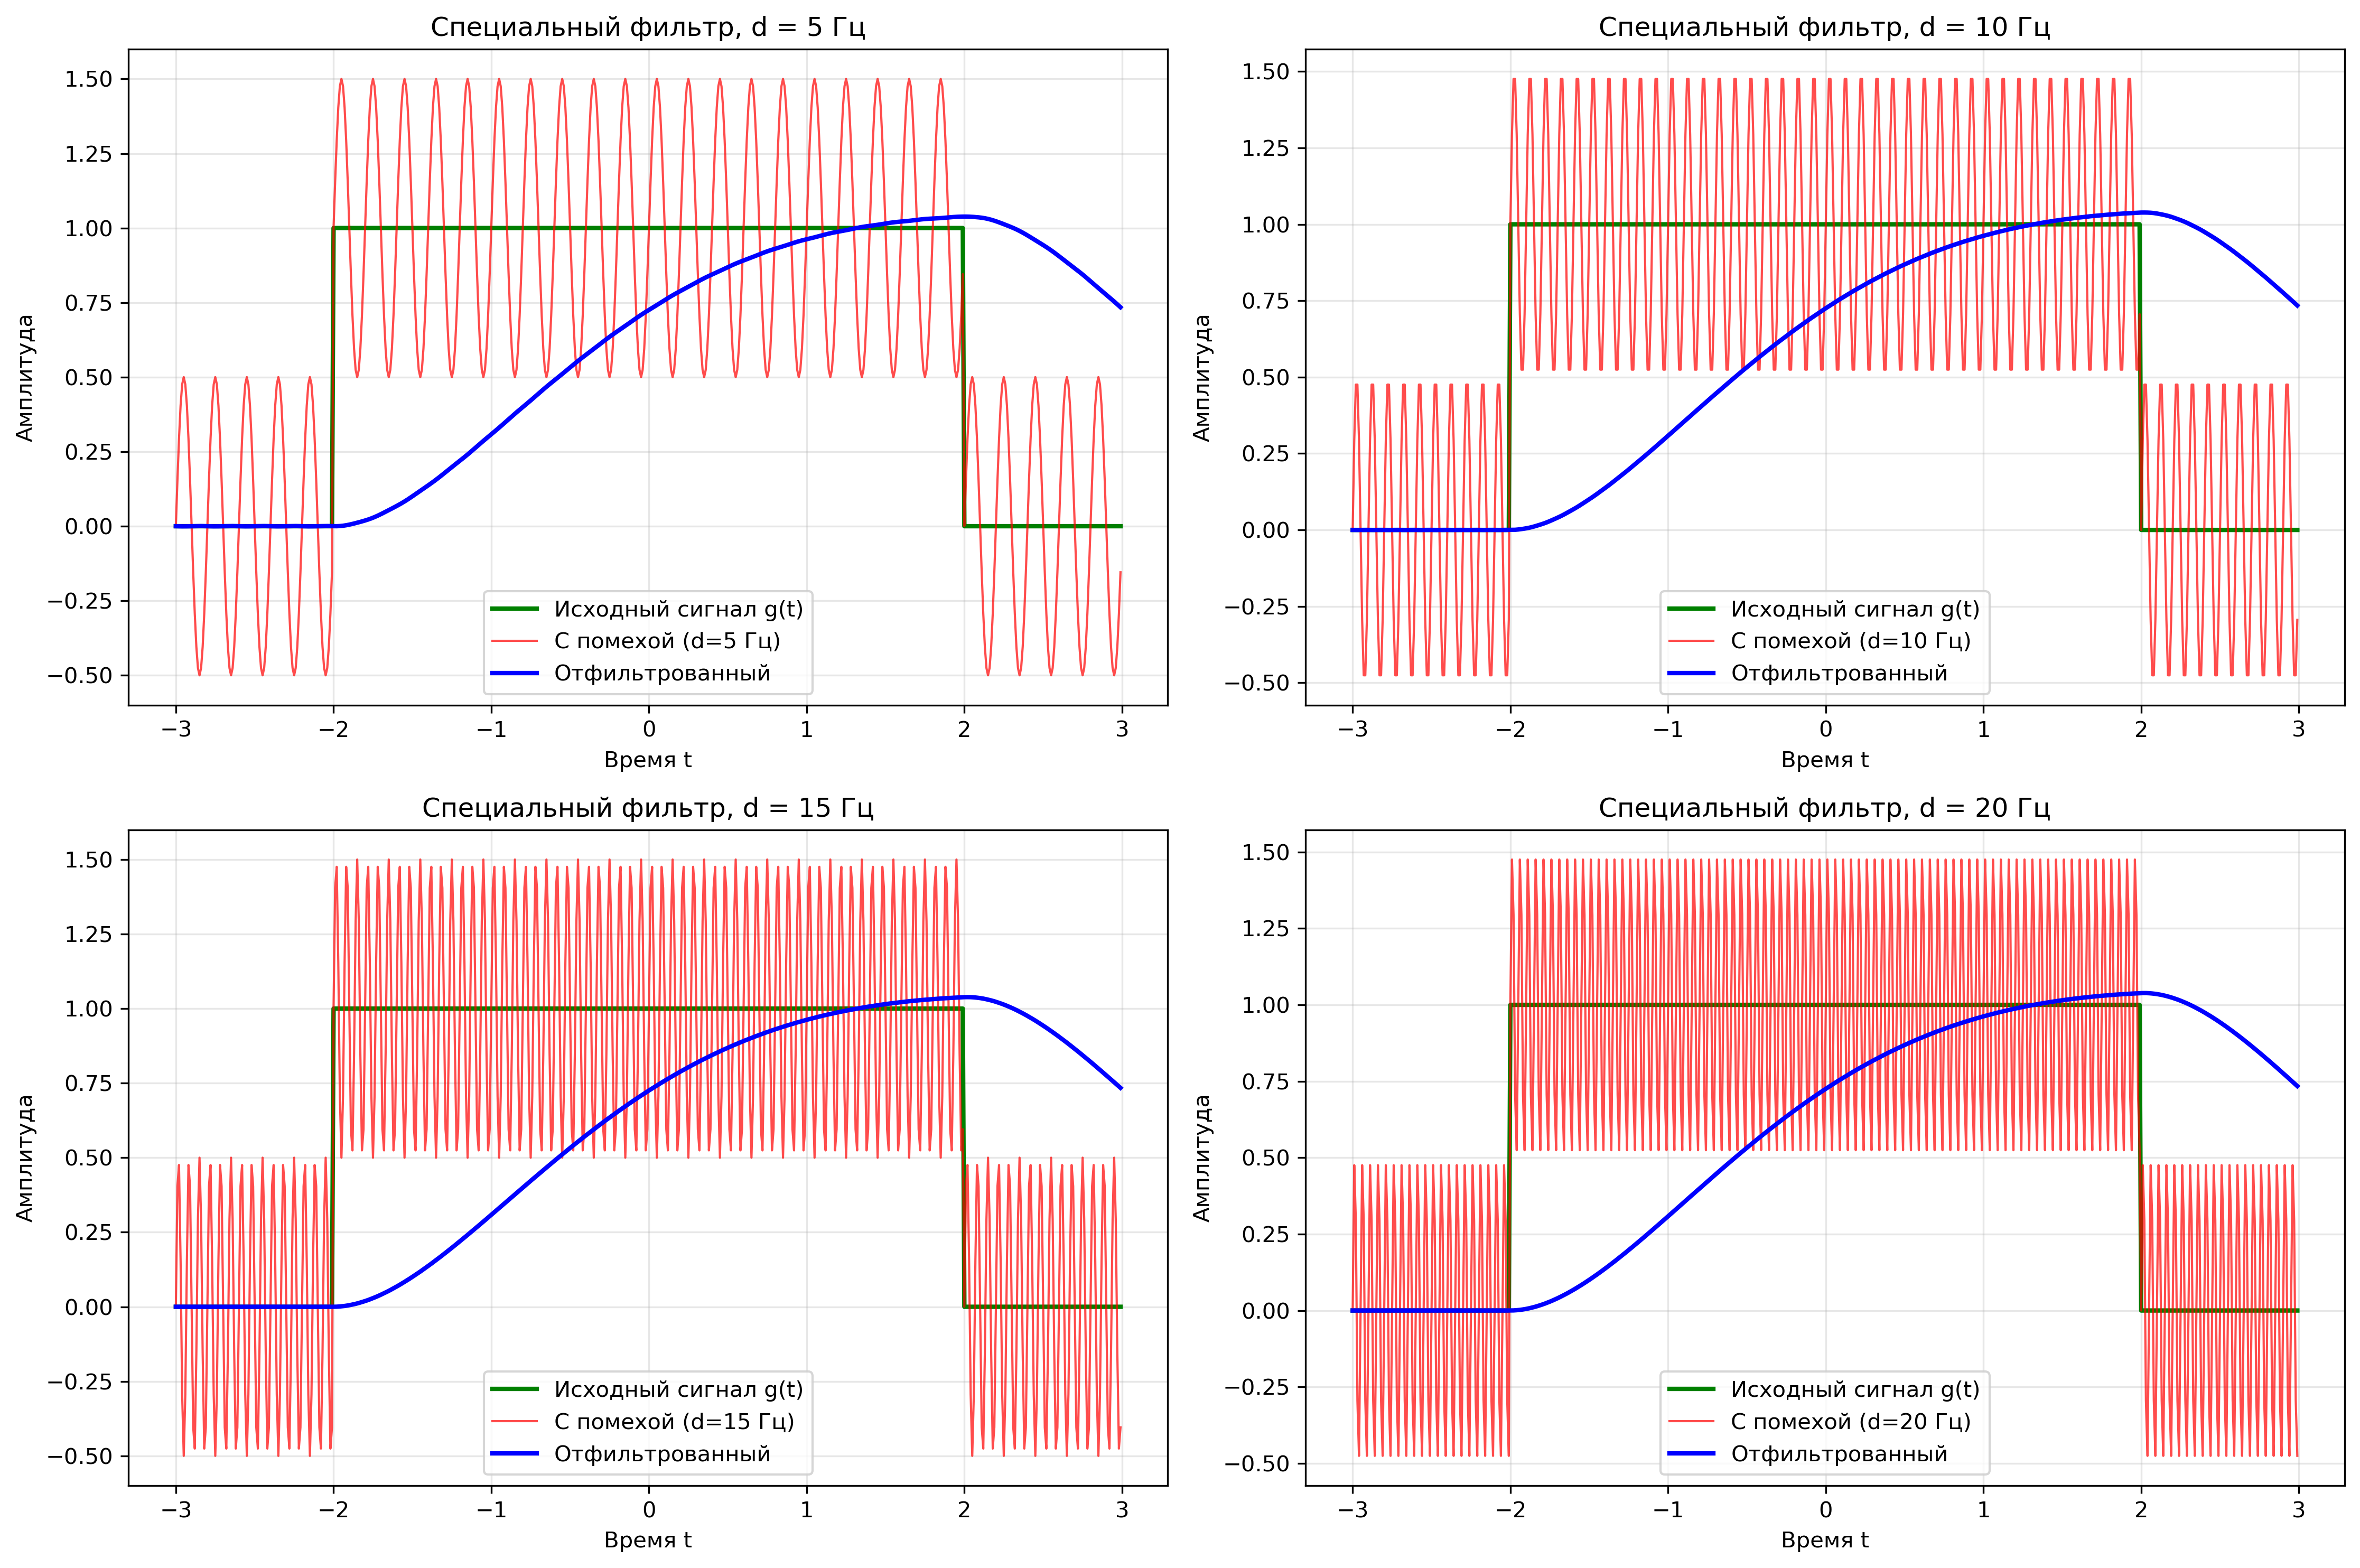 Специальный фильтр, d = 5 Гц
Амплитуда
1.50
1.25
1.00
0.75
0.50
0.25
0.00
−0.25
−0.50
Исходный сигнал g(t)
С помехой (d=5 Гц)
Отфильтрованный
−3 −2 −1 0 1 2 3
Время t
Специальный фильтр, d = 10 Гц
Амплитуда
1.50
1.25
1.00
0.75
0.50
0.25
0.00
−0.25
−0.50
Исходный сигнал g(t)
С помехой (d=10 Гц)
Отфильтрованный
−3 −2 −1 0 1 2 3
Время t
Специальный фильтр, d = 15 Гц
Амплитуда
1.50
1.25
1.00
0.75
0.50
0.25
0.00
−0.25
−0.50
Исходный сигнал g(t)
С помехой (d=15 Гц)
Отфильтрованный
−3 −2 −1 0 1 2 3
Время t
Специальный фильтр, d = 20 Гц
Амплитуда
1.50
1.25
1.00
0.75
0.50
0.25
0.00
−0.25
−0.50
Исходный сигнал g(t)
С помехой (d=20 Гц)
Отфильтрованный
−3 −2 −1 0 1 2 3
Время t